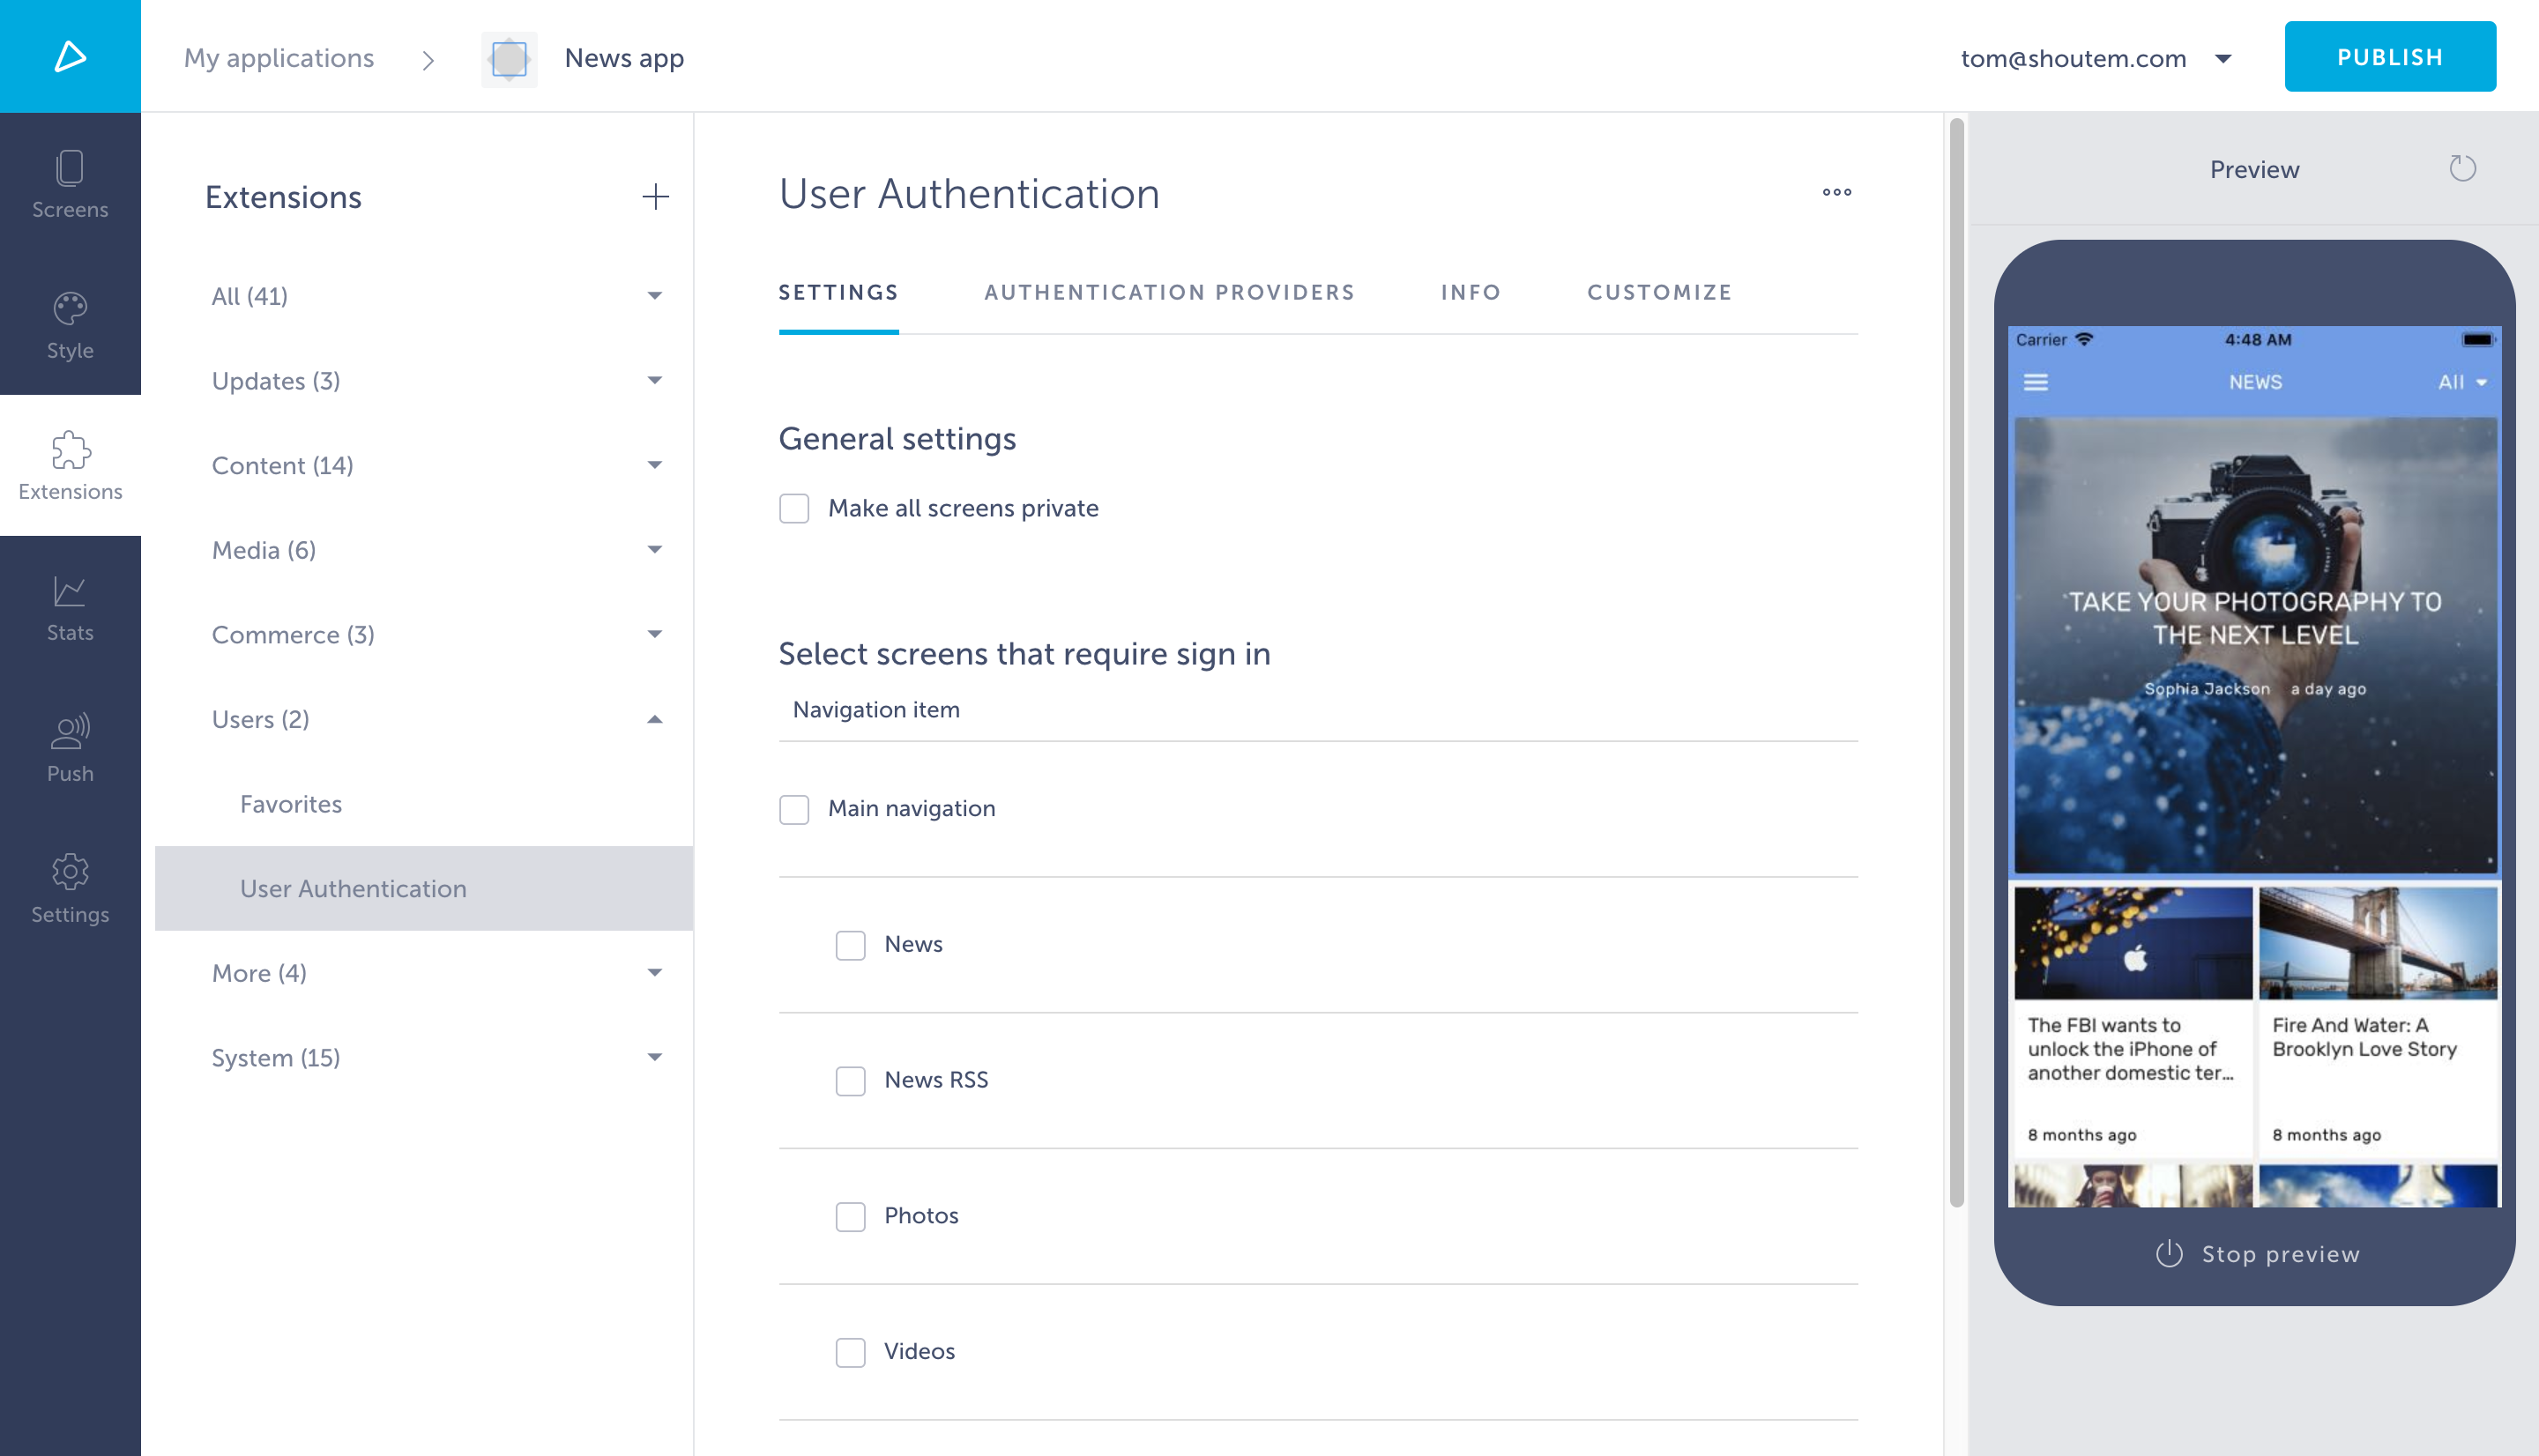 My applications
News app
tom@shoutem.com
PUBLISH
Screens
Style
Extensions
Stats
Push
Settings
Extensions
All (41)
Updates (3)
Content (14)
Media (6)
Commerce (3)
Users (2)
Favorites
User Authentication
More (4)
System (15)
User Authentication
SETTINGS
AUTHENTICATION PROVIDERS
INFO
CUSTOMIZE
General settings
Make all screens private
Select screens that require sign in
Navigation item
Main navigation
News
News RSS
Photos
Videos
Preview
Carrier
4:48 AM
NEWS
All
TAKE YOUR PHOTOGRAPHY TO
THE NEXT LEVEL
Sophia Jackson a day ago
The FBI wants to
unlock the iPhone of
another domestic ter...
8 months ago
Fire And Water: A
Brooklyn Love Story
8 months ago
Stop preview